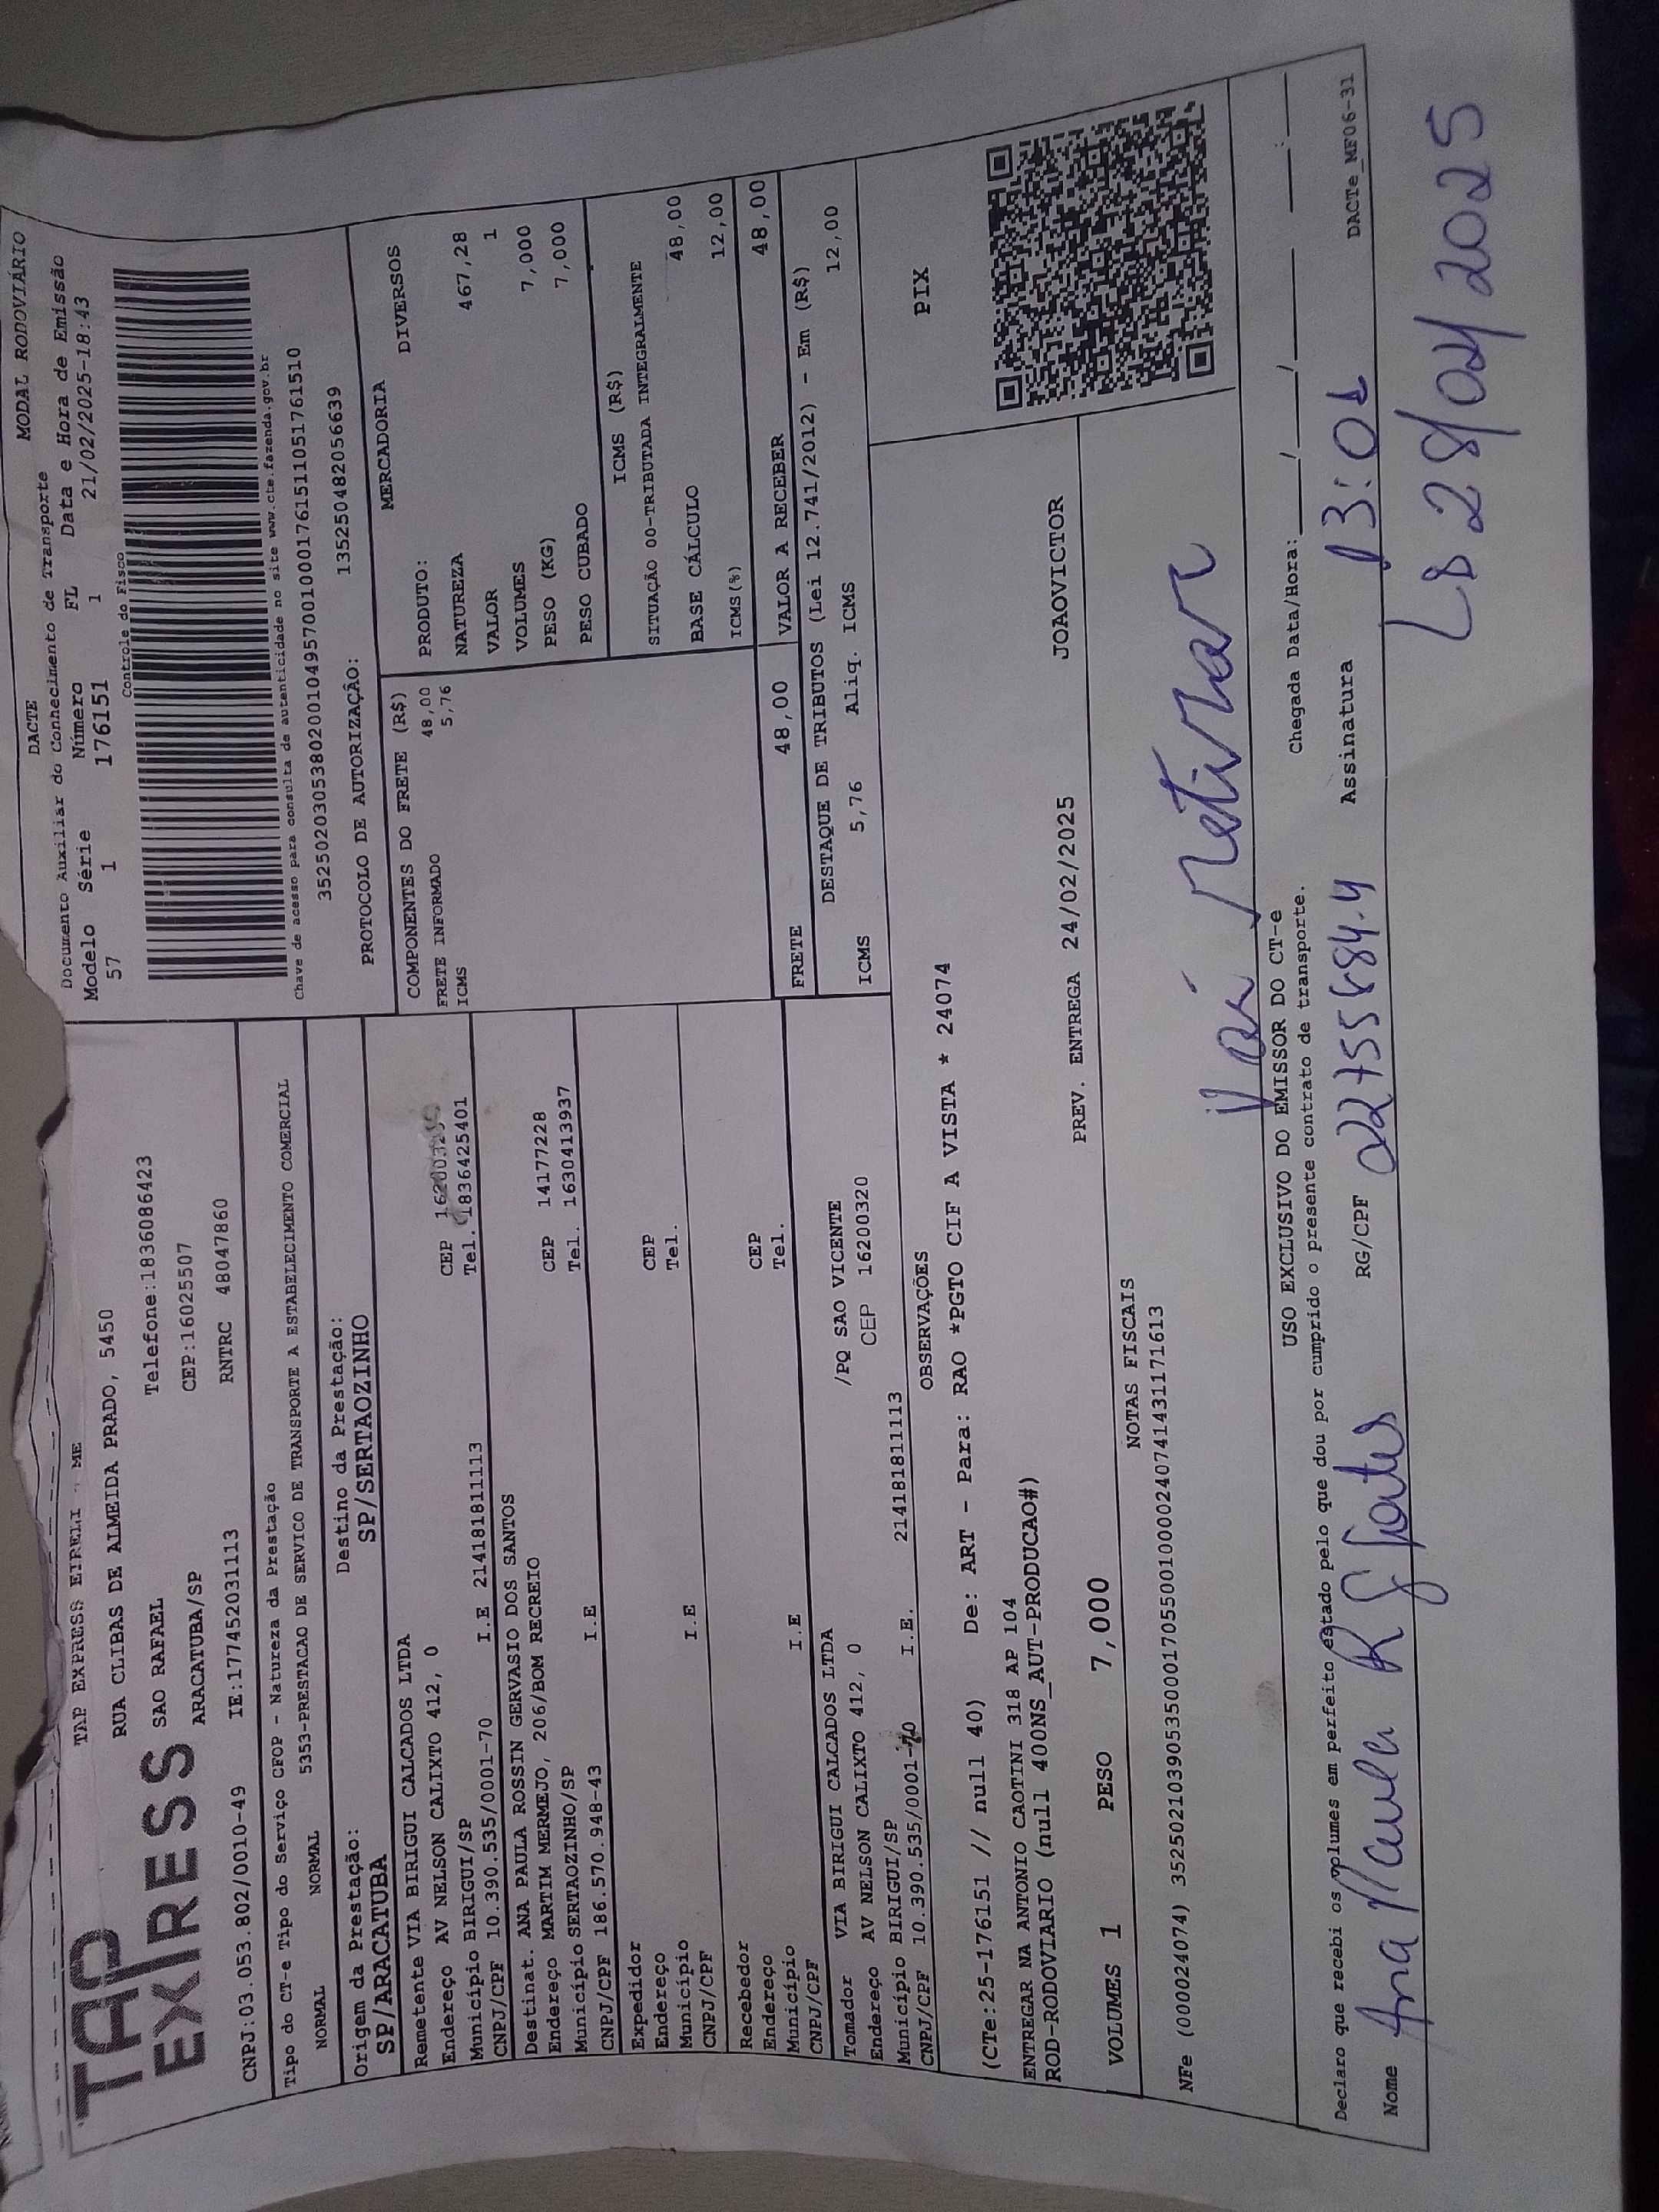 TAP EXPRESS
TAP EXPRESS EIRELI - ME
RUA CLIBAS DE ALMEIDA PRADO, 5450
SAO RAFAEL Telefone:1836086423
ARACATUBA/SP CEP:16025507
CNPJ:03.053.802/0010-49 IE:177452031113 RNTRC 48047860
DACTE MODAL RODOVIÁRIO
Documento Auxiliar do Conhecimento de Transporte
Modelo Série Número FL Data e Hora de Emissão
57 1 176151 1 21/02/2025-18:43
Controle do Fisco
Chave de acesso para consulta de autenticidade no site www.cte.fazenda.gov.br
35250203053802001049570010001761511051761510
PROTOCOLO DE AUTORIZAÇÃO: 135250482056639
Tipo do CT-e Tipo do Serviço CFOP - Natureza da Prestação
NORMAL NORMAL 5353-PRESTACAO DE SERVICO DE TRANSPORTE A ESTABELECIMENTO COMERCIAL
Origem da Prestação: Destino da Prestação:
SP/ARACATUBA SP/SERTAOZINHO
Remetente VIA BIRIGUI CALCADOS LTDA
Endereço AV NELSON CALIXTO 412, 0 CEP
Município BIRIGUI/SP Tel. 1836425401
CNPJ/CPF 10.390.535/0001-70 I.E 214181811113
Destinat. ANA PAULA ROSSIN GERVASIO DOS SANTOS
Endereço MARTIM MERMEJO, 206/BOM RECREIO CEP 14177228
Município SERTAOZINHO/SP Tel. 1630413937
CNPJ/CPF 186.570.948-43 I.E
Expedidor
Endereço CEP
Município Tel.
CNPJ/CPF I.E
Recebedor
Endereço CEP
Município Tel.
CNPJ/CPF I.E
Tomador VIA BIRIGUI CALCADOS LTDA /PQ SAO VICENTE
Endereço AV NELSON CALIXTO 412, 0 CEP 16200320
Município BIRIGUI/SP
CNPJ/CPF 10.390.535/0001-70 I.E. 214181811113
COMPONENTES DO FRETE (R$)
FRETE INFORMADO 48,00
ICMS 5,76
MERCADORIA
PRODUTO: DIVERSOS
NATUREZA
VALOR 467,28
VOLUMES 1
PESO (KG) 7,000
PESO CUBADO 7,000
ICMS (R$)
SITUAÇÃO 00-TRIBUTADA INTEGRALMENTE
BASE CÁLCULO 48,00
ICMS(%) 12,00
FRETE 48,00 VALOR A RECEBER 48,00
DESTAQUE DE TRIBUTOS (Lei 12.741/2012) - Em (R$)
ICMS 5,76 Aliq. ICMS 12,00
OBSERVAÇÕES
(CTe:25-176151 // null 40) De: ART - Para: RAO *PGTO CIF A VISTA * 24074
ENTREGAR NA ANTONIO CAOTINI 318 AP 104
ROD-RODOVIARIO (null 400NS_AUT-PRODUCAO#)
PIX
VOLUMES 1 PESO 7,000 PREV. ENTREGA 24/02/2025 JOAOVICTOR
NOTAS FISCAIS
NFe (000024074) 35250210390535000170550010000240741431171613
Vai retirar
USO EXCLUSIVO DO EMISSOR DO CT-e
Declaro que recebi os volumes em perfeito estado pelo que dou por cumprido o presente contrato de transporte.
Chegada Data/Hora:____/____/____ ____:____
Nome Ana Paula R G Santos RG/CPF 22755884.4 Assinatura 13:01
28/02/2025
DACTe_MF06-31